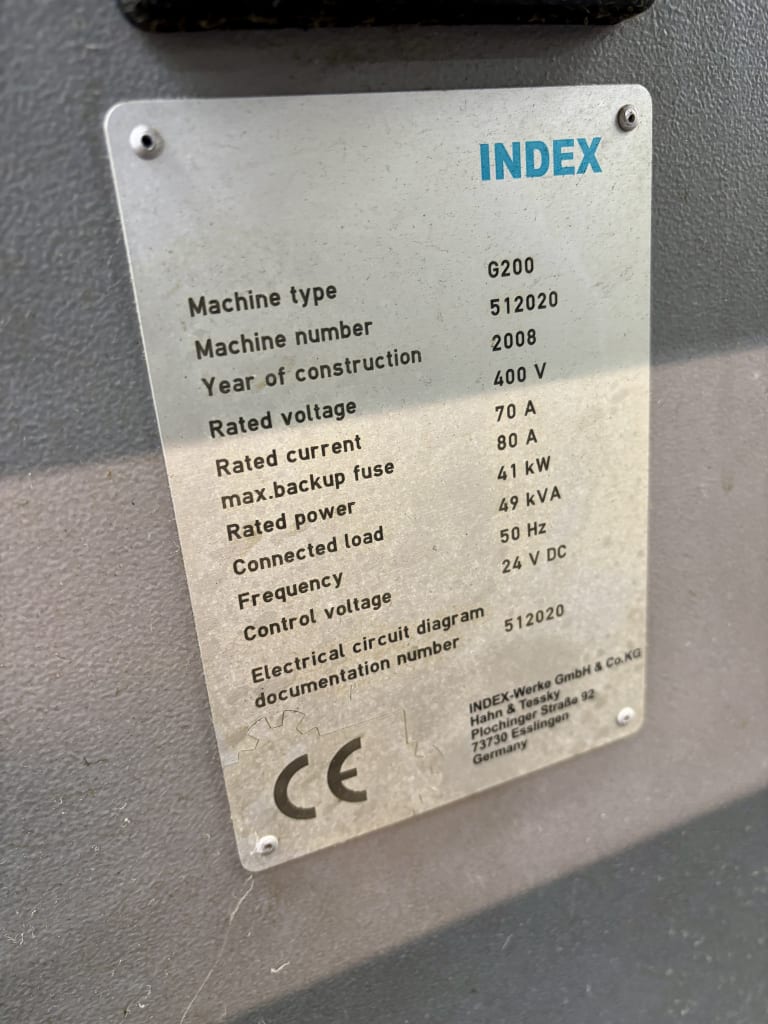 INDEX
Machine type G200
Machine number 512020
Year of construction 2008
Rated voltage 400 V
Rated current 70 A
max.backup fuse 80 A
Rated power 41 kW
Connected load 49 kVA
Frequency 50 Hz
Control voltage 24 V DC
Electrical circuit diagram
documentation number 512020
INDEX-Werke GmbH & Co.KG
Hahn & Tessky
Plochinger Straße 92
73730 Esslingen
Germany
CE